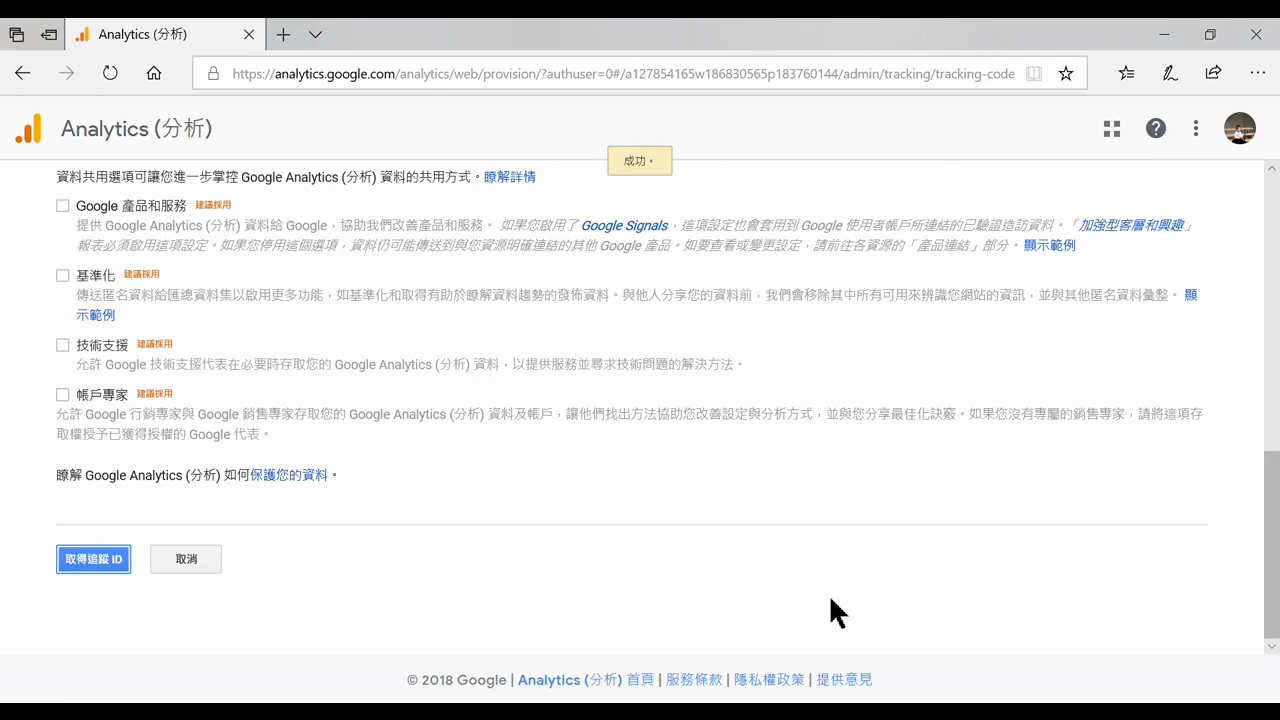 Analytics (分析)
https://analytics.google.com/analytics/web/provision/?authuser=0#/a127854165w186830565p183760144/admin/tracking/tracking-code
Analytics (分析)
成功。
資料共用選項可讓您進一步掌控 Google Analytics (分析) 資料的共用方式。瞭解詳情
Google 產品和服務 建議採用
提供 Google Analytics (分析) 資料給 Google，協助我們改善產品和服務。 如果您啟用了 Google Signals，這項設定也會套用到 Google 使用者帳戶所連結的已驗證造訪資料。「加強型客層和興趣」
報表必須啟用這項設定。如果您停用這個選項，資料仍可能傳送到與您資源明確連結的其他 Google 產品。如要查看或變更設定，請前往各資源的「產品連結」部分。 顯示範例
基準化 建議採用
傳送匿名資料給匯總資料集以啟用更多功能，如基準化和取得有助於瞭解資料趨勢的發佈資料。與他人分享您的資料前，我們會移除其中所有可用來辨識您網站的資訊，並與其他匿名資料彙整。 顯
示範例
技術支援 建議採用
允許 Google 技術支援代表在必要時存取您的 Google Analytics (分析) 資料，以提供服務並尋求技術問題的解決方法。
帳戶專家 建議採用
允許 Google 行銷專家與 Google 銷售專家存取您的 Google Analytics (分析) 資料及帳戶，讓他們找出方法協助您改善設定與分析方式，並與您分享最佳化訣竅。如果您沒有專屬的銷售專家，請將這項存
取權授予已獲得授權的 Google 代表。
瞭解 Google Analytics (分析) 如何保護您的資料。
取得追蹤 ID 取消
© 2018 Google | Analytics (分析) 首頁 | 服務條款 | 隱私權政策 | 提供意見